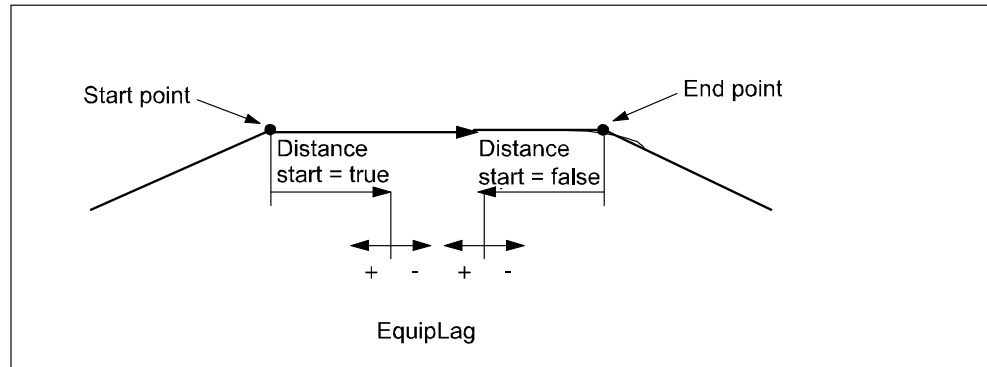 Start point
End point
Distance
start = true
Distance
start = false
+ - + -
EquipLag